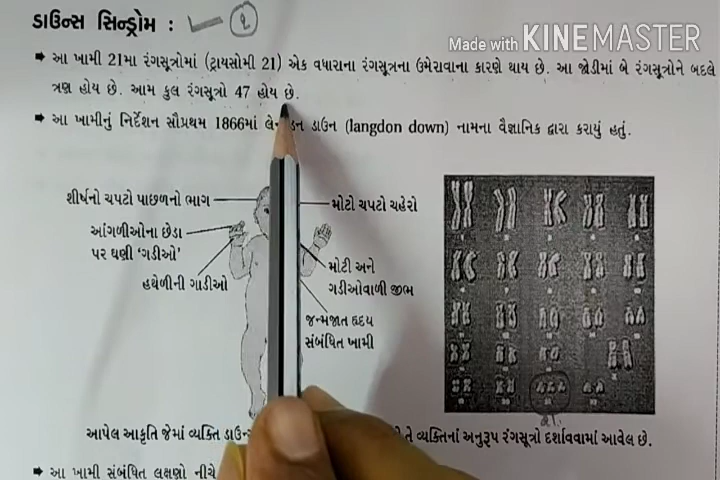 ડાઉન્સ સિન્ડ્રોમ :
૧
Made with KINEMASTER
આ ખામી 21મા રંગસૂત્રોમાં (ટ્રાયસોમી 21) એક વધારાના રંગસૂત્રના ઉમેરાવાના કારણે થાય છે. આ જોડીમાં બે રંગસૂત્રોને બદલે
ત્રણ હોય છે. આમ કુલ રંગસૂત્રો 47 હોય છે.
આ ખામીનું નિર્દેશન સૌપ્રથમ 1866માં ડાઉન (langdon down) નામના વૈજ્ઞાનિક દ્વારા કરાયું હતું.
શીર્ષનો ચપટો પાછળનો ભાગ
મોટો ચપટો ચહેરો
આંગળીઓના છેડા
પર ઘણી ‘ગડીઓ’
હથેળીની ગાડીઓ
મોટી અને
ગડીઓવાળી જીભ
જન્મજાત હૃદય
સંબંધિત ખામી
21
આપેલ આકૃતિ જેમાં વ્યક્તિ તે વ્યક્તિનાં અનુરૂપ રંગસૂત્રો દર્શાવવામાં આવેલ છે.
આ ખામી સંબંધિત લક્ષણો નીચે